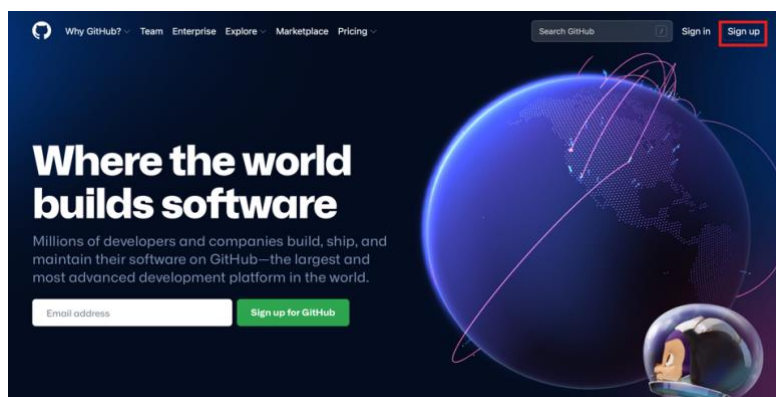 Why GitHub? Team Enterprise Explore Marketplace Pricing Search GitHub / Sign in Sign up
Where the world
builds software
Millions of developers and companies build, ship, and
maintain their software on GitHub—the largest and
most advanced development platform in the world.
Email address Sign up for GitHub